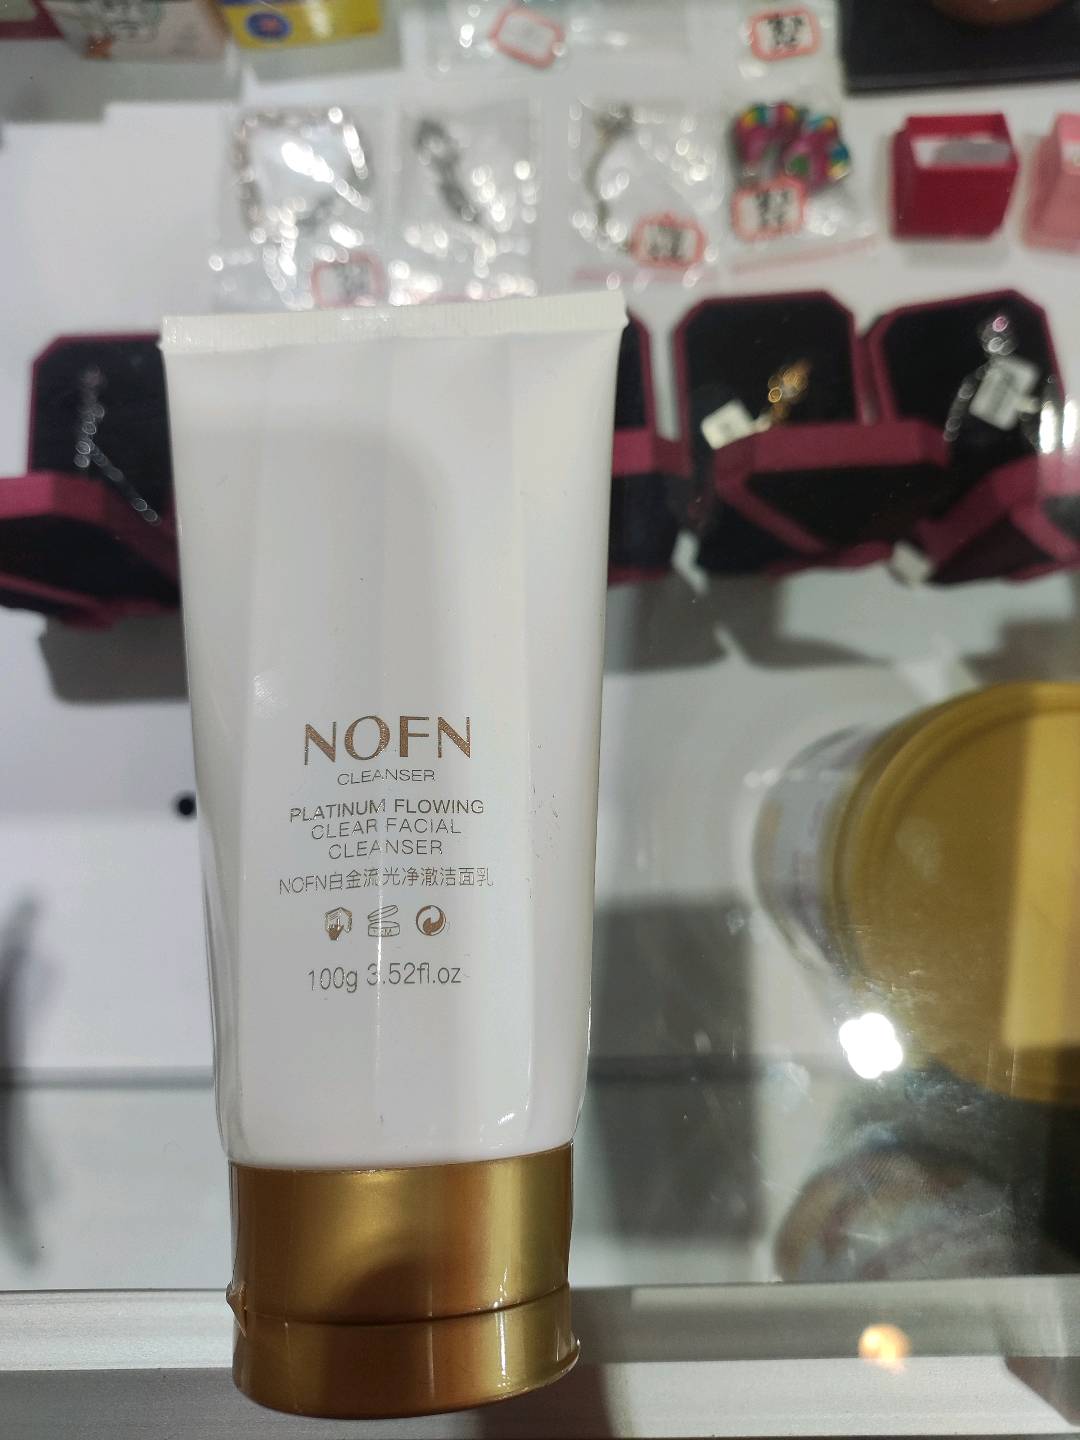 NOFN
CLEANSER
PLATINUM FLOWING
CLEAR FACIAL
CLEANSER
NOFN白金流光净澈洁面乳
100g 3.52fl.oz